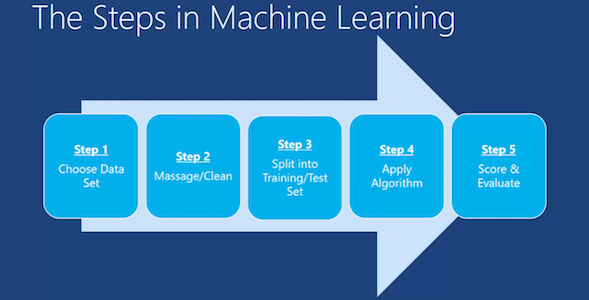 The Steps in Machine Learning
Step 1
Choose Data
Set
Step 2
Massage/Clean
Step 3
Split into
Training/Test
Set
Step 4
Apply
Algorithm
Step 5
Score &
Evaluate